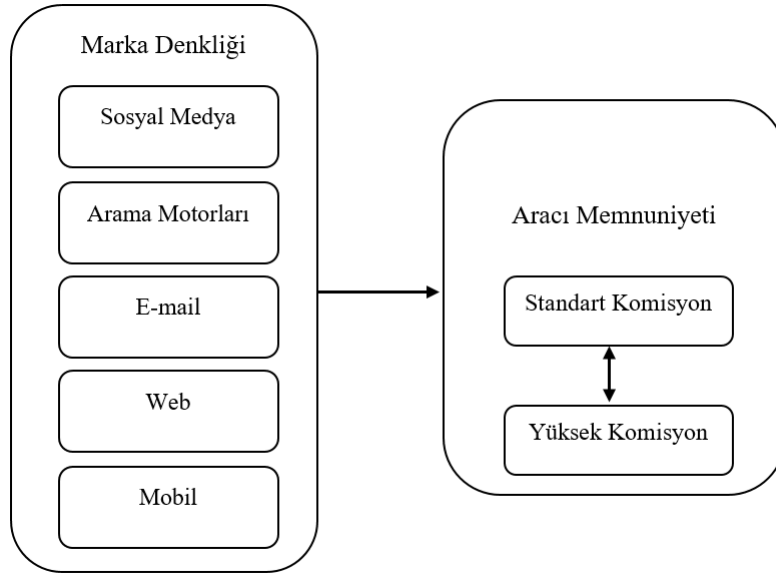 Marka Denkliği
Sosyal Medya
Arama Motorları
E-mail
Web
Mobil
Aracı Memnuniyeti
Standart Komisyon
Yüksek Komisyon